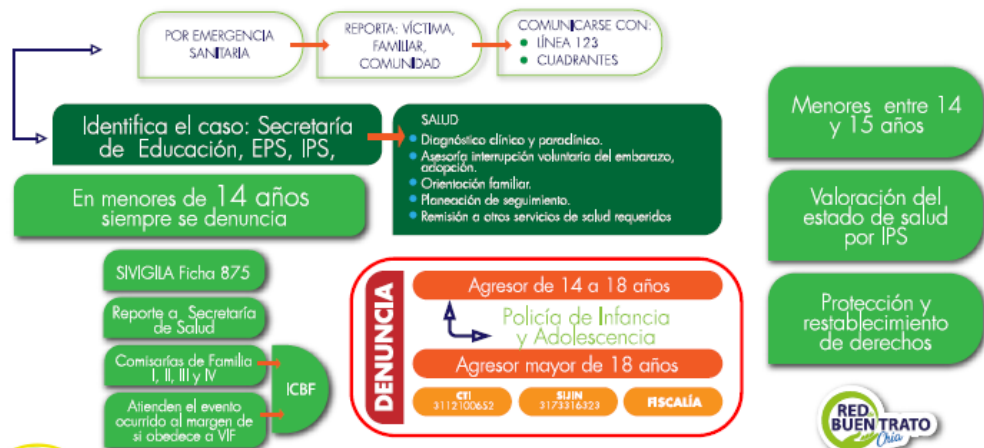 POR EMERGENCIA
SANITARIA
REPORTA: VÍCTIMA,
FAMILIAR,
COMUNIDAD
COMUNICARSE CON:
LÍNEA 123
CUADRANTES
Identifica el caso: Secretaría
de Educación, EPS, IPS,
SALUD
Diagnóstico clínico y paraclínico.
Asesoría interrupción voluntaria del embarazo,
adopción.
Orientación familiar.
Planeación de seguimiento.
Remisión a otros servicios de salud requeridos
En menores de 14 años
siempre se denuncia
SIVIGILA Ficha 875
Reporte a Secretaría
de Salud
Comisarías de Familia
I, II, III y IV
Atienden el evento
ocurrido al margen de
si obedece a VIF
ICBF
DENUNCIA
Agresor de 14 a 18 años
Policía de Infancia
y Adolescencia
Agresor mayor de 18 años
CTI
3112100652
SIJIN
3173316323
FISCALÍA
Menores entre 14
y 15 años
Valoración del
estado de salud
por IPS
Protección y
restablecimiento
de derechos
RED
BUEN TRATO
Chía